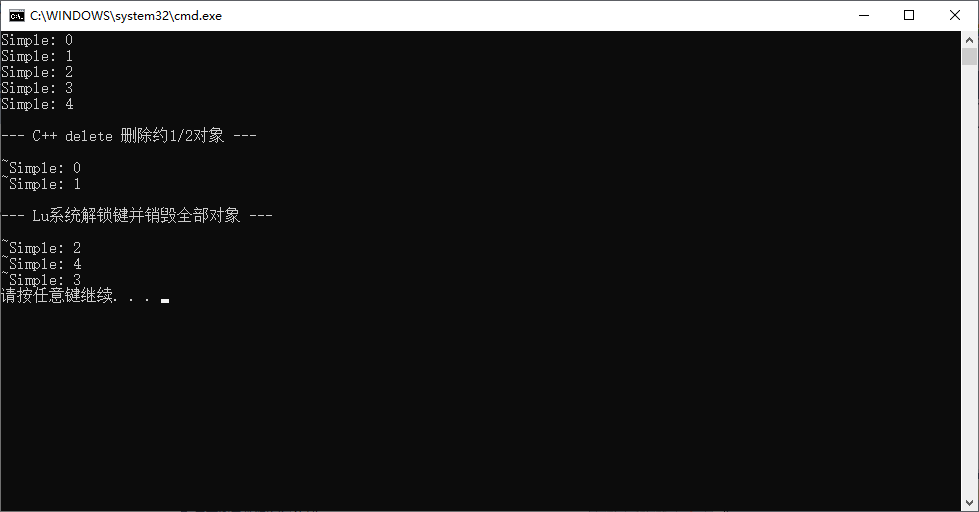 C:\WINDOWS\system32\cmd.exe
Simple: 0
Simple: 1
Simple: 2
Simple: 3
Simple: 4
--- C++ delete 删除约1/2对象 ---
~Simple: 0
~Simple: 1
--- Lu系统解锁键并销毁全部对象 ---
~Simple: 2
~Simple: 4
~Simple: 3
请按任意键继续. . .